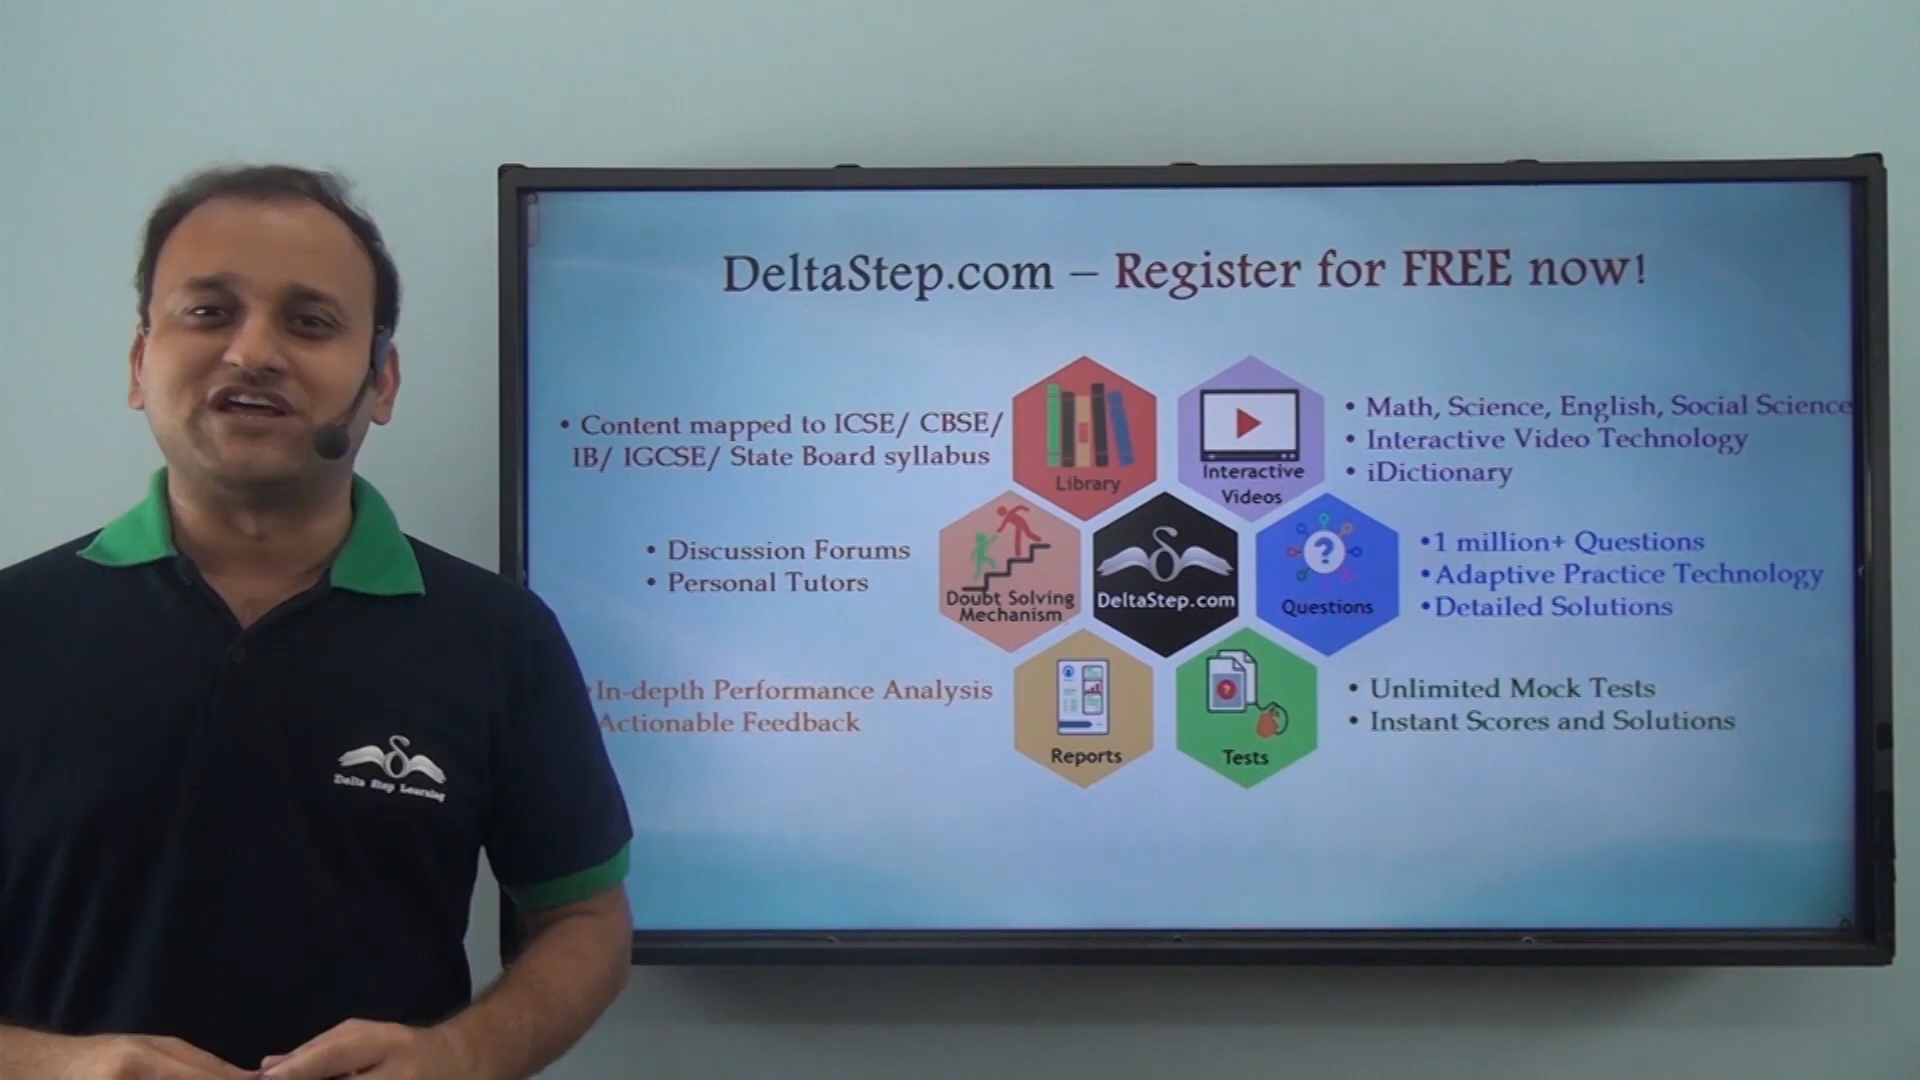 DeltaStep.com – Register for FREE now!
• Content mapped to ICSE/ CBSE/
IB/ IGCSE/ State Board syllabus
Library
Interactive
Videos
• Math, Science, English, Social Science
• Interactive Video Technology
• iDictionary
• Discussion Forums
• Personal Tutors
Doubt Solving
Mechanism
DeltaStep.com
Questions
•1 million+ Questions
•Adaptive Practice Technology
•Detailed Solutions
In-depth Performance Analysis
Actionable Feedback
Reports
Tests
• Unlimited Mock Tests
• Instant Scores and Solutions
Delta Step Learning